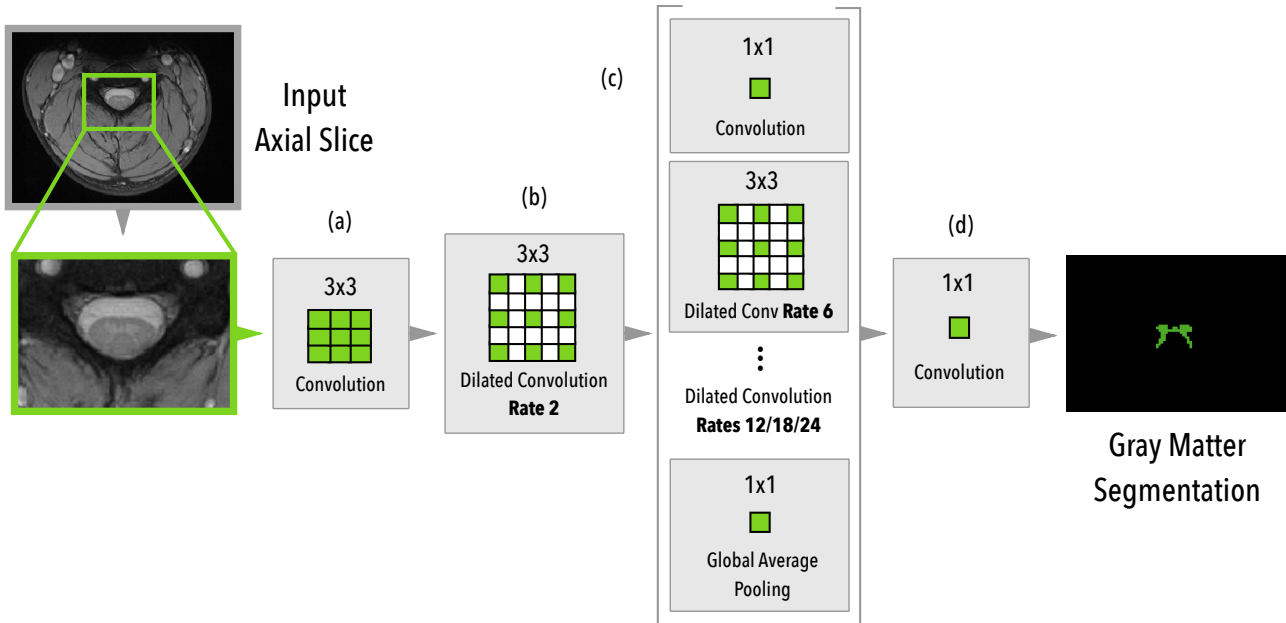 Input
Axial Slice
(a)
3x3
Convolution
(b)
3x3
Dilated Convolution
Rate 2
(c)
1x1
Convolution
3x3
Dilated Conv Rate 6
Dilated Convolution
Rates 12/18/24
1x1
Global Average
Pooling
(d)
1x1
Convolution
Gray Matter
Segmentation